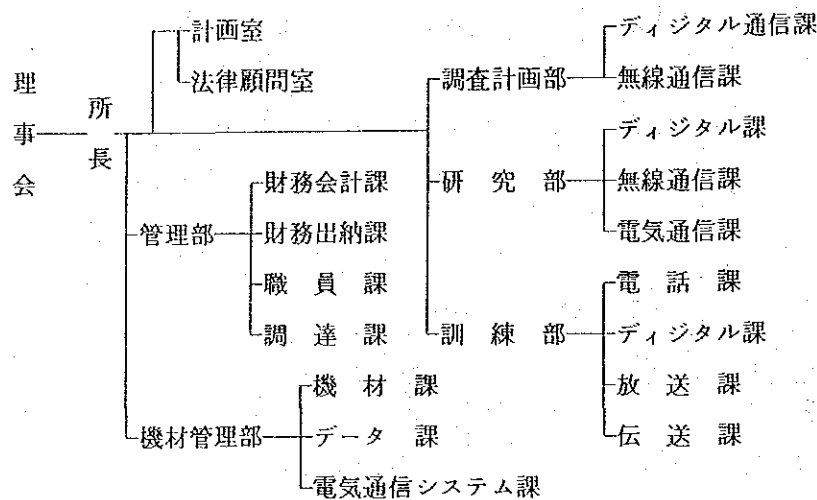 理事会
所長
計画室
法律顧問室
管理部
財務会計課
財務出納課
職員課
調達課
機材管理部
機材課
データ課
電気通信システム課
調査計画部
ディジタル通信課
無線通信課
研究部
ディジタル課
無線通信課
電気通信課
訓練部
電話課
ディジタル課
放送課
伝送課